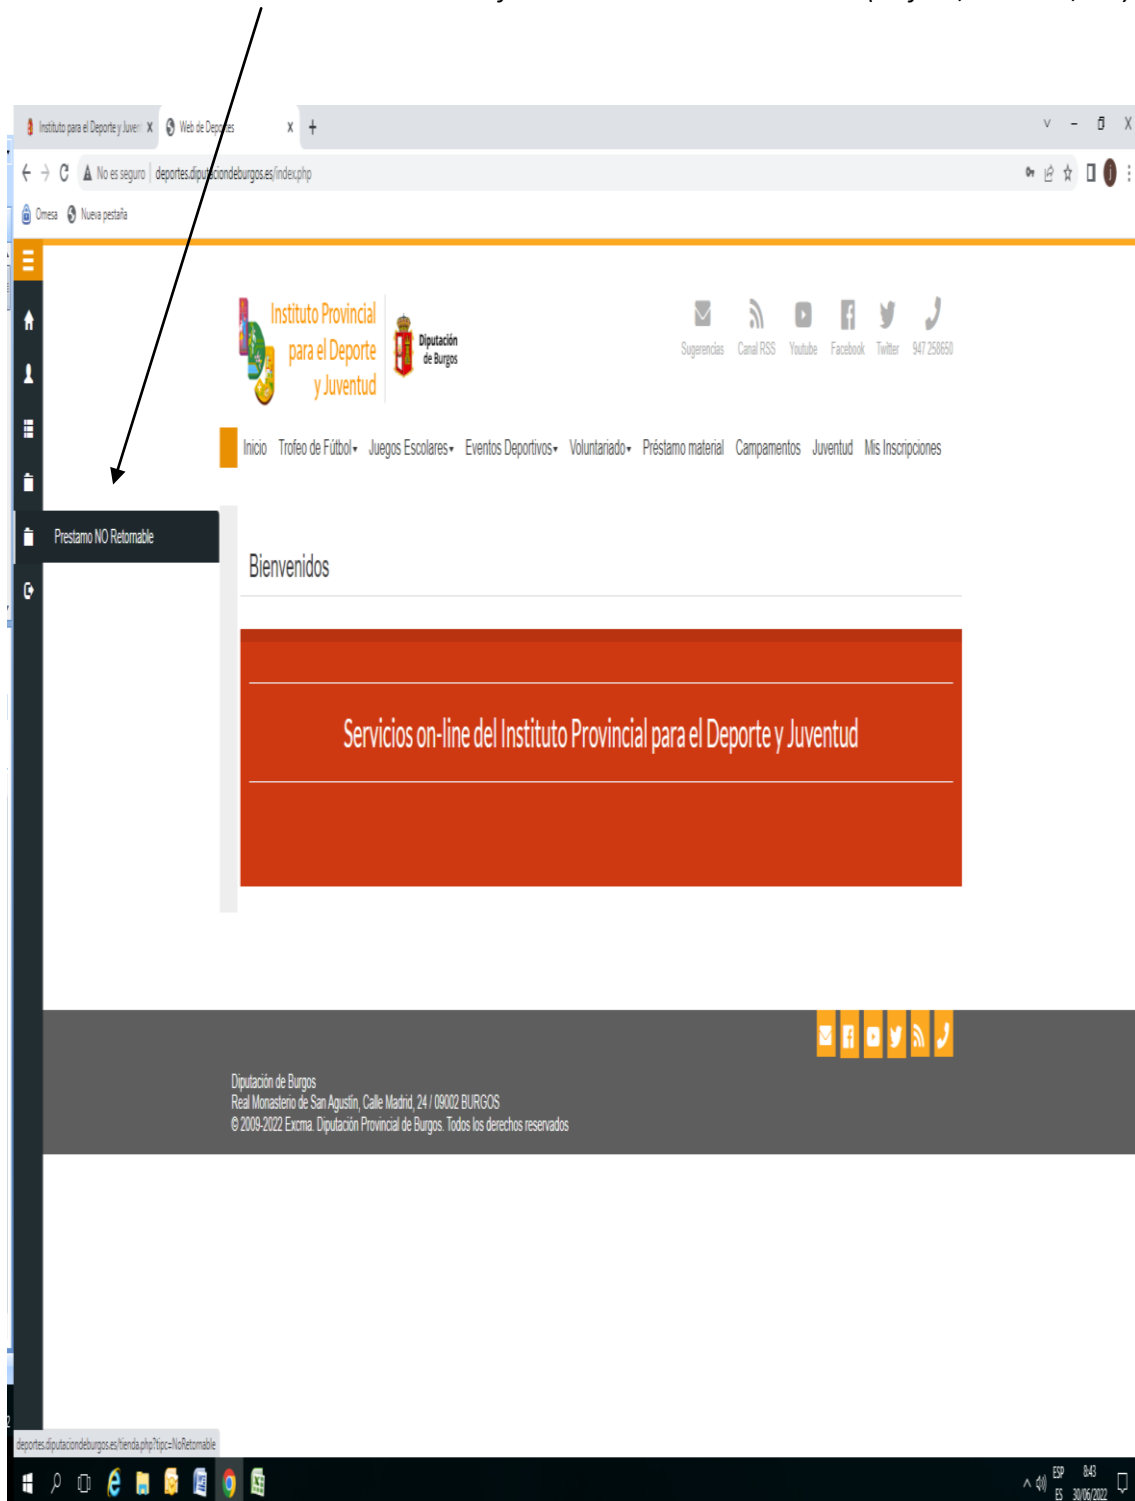 Instituto para el Deporte y Juven
Web de Deportes
No es seguro
deportes.diputaciondeburgos.es/index.php
Omesa
Nueva pestaña
Instituto Provincial
para el Deporte
y Juventud
Diputación
de Burgos
Sugerencias Canal RSS Youtube Facebook Twitter 947 258650
Inicio Trofeo de Fútbol Juegos Escolares Eventos Deportivos Voluntariado Préstamo material Campamentos Juventud Mis Inscripciones
Prestamo NO Retornable
Bienvenidos
Servicios on-line del Instituto Provincial para el Deporte y Juventud
Diputación de Burgos
Real Monasterio de San Agustín, Calle Madrid, 24 / 09002 BURGOS
© 2009-2022 Excma. Diputación Provincial de Burgos. Todos los derechos reservados
deportes.diputaciondeburgos.es/tienda.php?tipc=NoRetornable
ESP 8:43
ES 30/06/2022